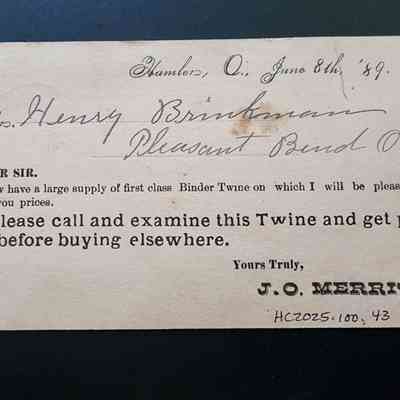 Hamler, O., June 8th, '89.
s. Henry Brinkman
Pleasant Bend O
R SIR.
have a large supply of first class Binder Twine on which I will be pleas
you prices.
lease call and examine this Twine and get p
before buying elsewhere.
Yours Truly,
J. O. MERRI
HC2025.100.43